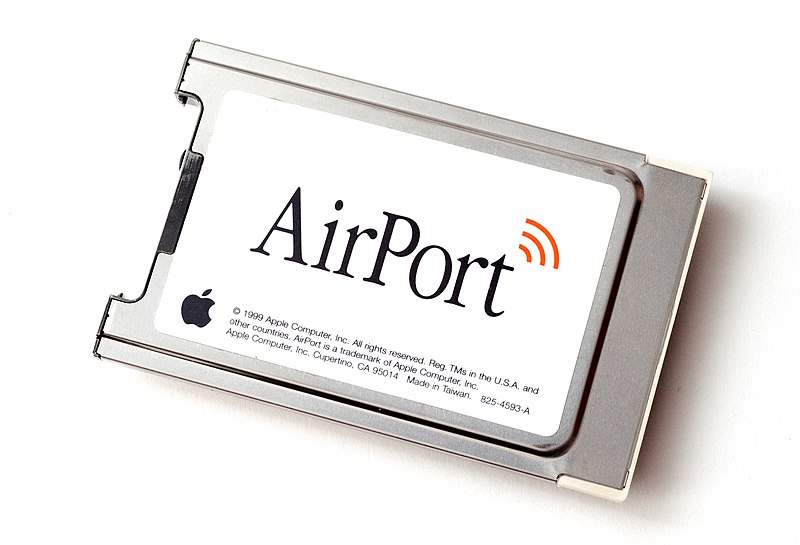 AirPort
© 1999 Apple Computer, Inc. All rights reserved. Reg. TMs in the U.S.A. and
other countries. AirPort is a trademark of Apple Computer, Inc.
Apple Computer, Inc. Cupertino, CA 95014 Made in Taiwan. 825-4593-A